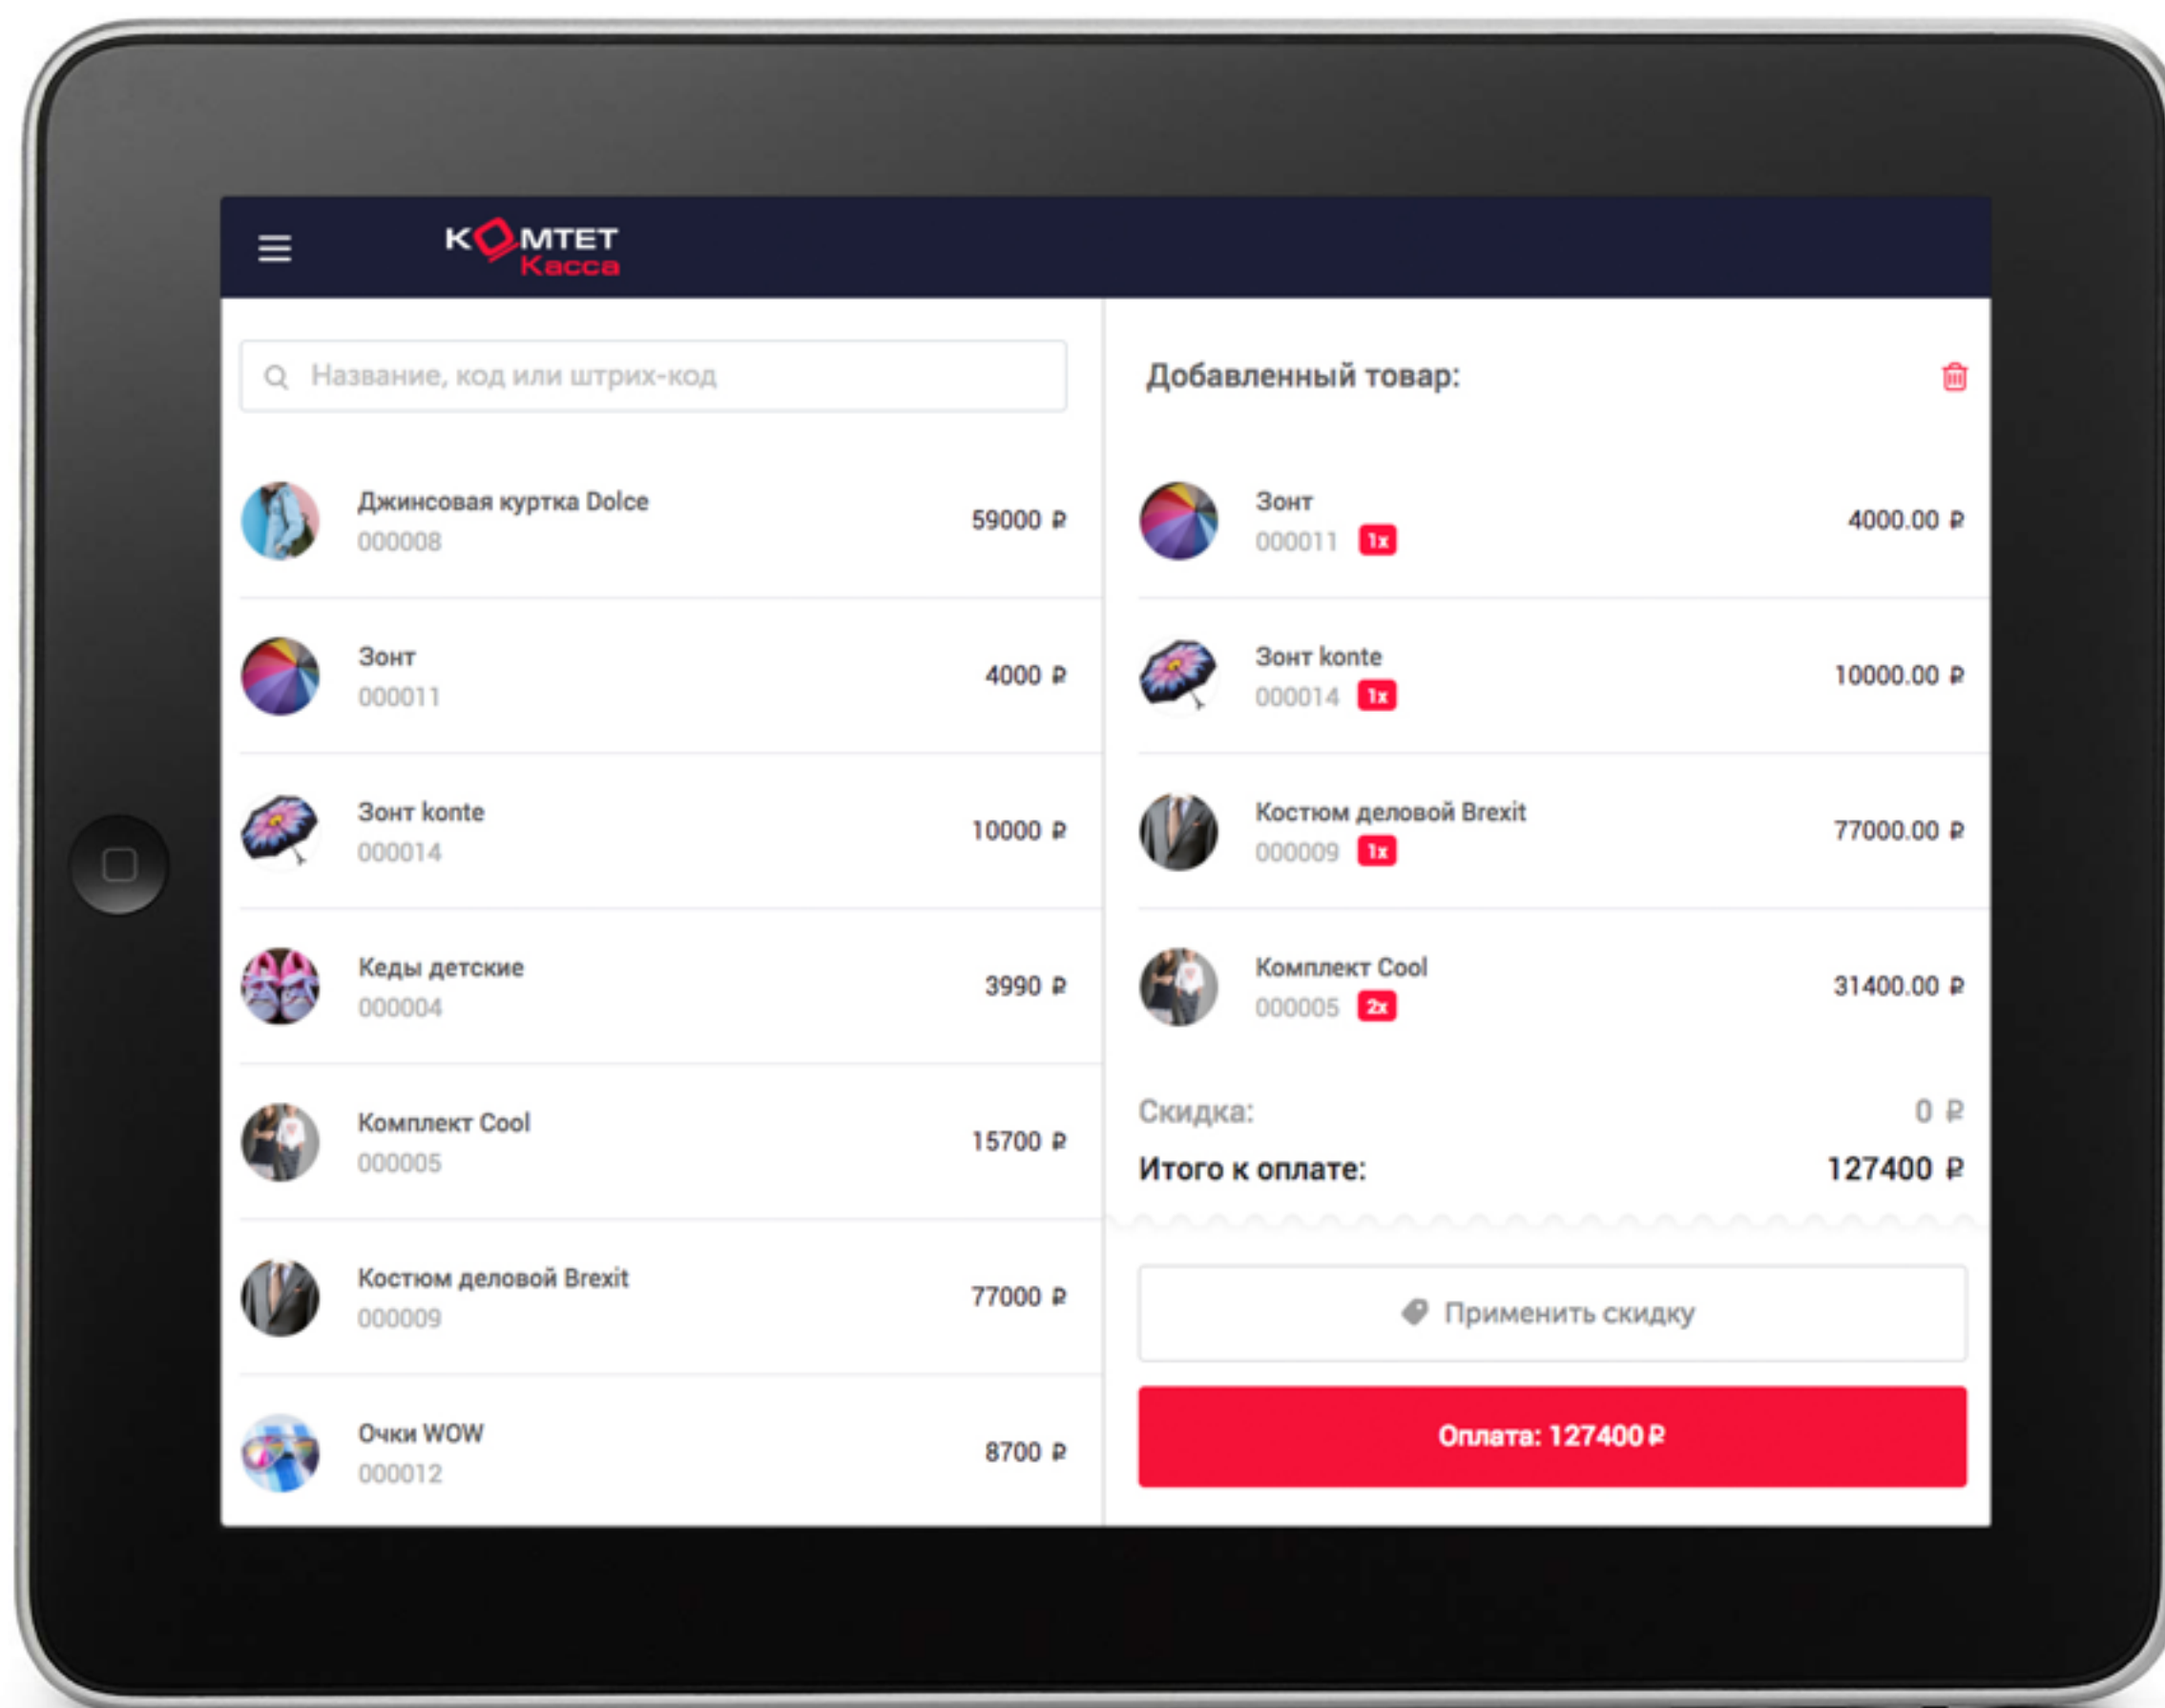 КОМТЕТ
Касса
Название, код или штрих-код
Джинсовая куртка Dolce
59000 ₽
000008
Зонт
4000 ₽
000011
Зонт konte
10000 ₽
000014
Кеды детские
3990 ₽
000004
Комплект Cool
15700 ₽
000005
Костюм деловой Brexit
77000 ₽
000009
Очки WOW
8700 ₽
000012
Добавленный товар:
Зонт
4000.00 ₽
000011 1x
Зонт konte
10000.00 ₽
000014 1x
Костюм деловой Brexit
77000.00 ₽
000009 1x
Комплект Cool
31400.00 ₽
000005 2x
Скидка: 0 ₽
Итого к оплате: 127400 ₽
Применить скидку
Оплата: 127400 ₽